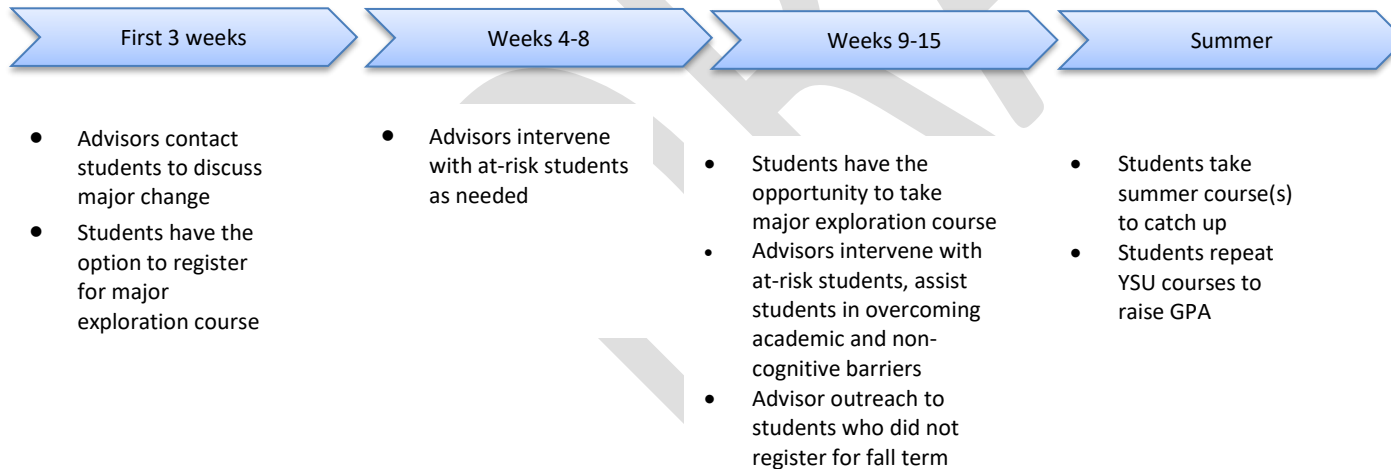 First 3 weeks
Weeks 4-8
Weeks 9-15
Summer
● Advisors contact
students to discuss
major change
● Students have the
option to register
for major
exploration course
● Advisors intervene
with at-risk students
as needed
● Students have the
opportunity to take
major exploration course
● Advisors intervene with
at-risk students, assist
students in overcoming
academic and non-
cognitive barriers
● Advisor outreach to
students who did not
register for fall term
● Students take
summer course(s)
to catch up
● Students repeat
YSU courses to
raise GPA